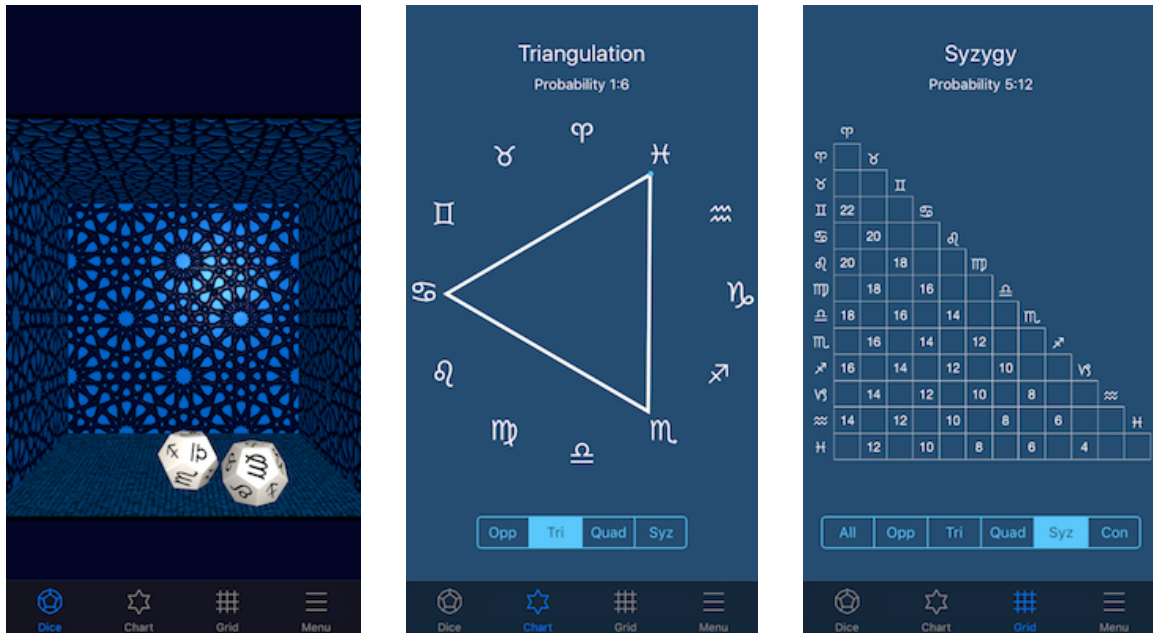 ♐ ♎ ♏
♍ ♌ ♐
Dice Chart Grid Menu
Triangulation
Probability 1:6
♈
♉ ♓
♊ ♒
♋ ♑
♌ ♐
♍ ♏
♎
Opp Tri Quad Syz
Dice Chart Grid Menu
Syzygy
Probability 5:12
♈
♈ ♉
♉ ♊
♊ 22 ♋
♋ 20 ♌
♌ 20 18 ♍
♍ 18 16 ♎
♎ 18 16 14 ♏
♏ 16 14 12 ♐
♐ 16 14 12 10 ♑
♑ 14 12 10 8 ♒
♒ 14 12 10 8 6 ♓
♓ 12 10 8 6 4
All Opp Tri Quad Syz Con
Dice Chart Grid Menu